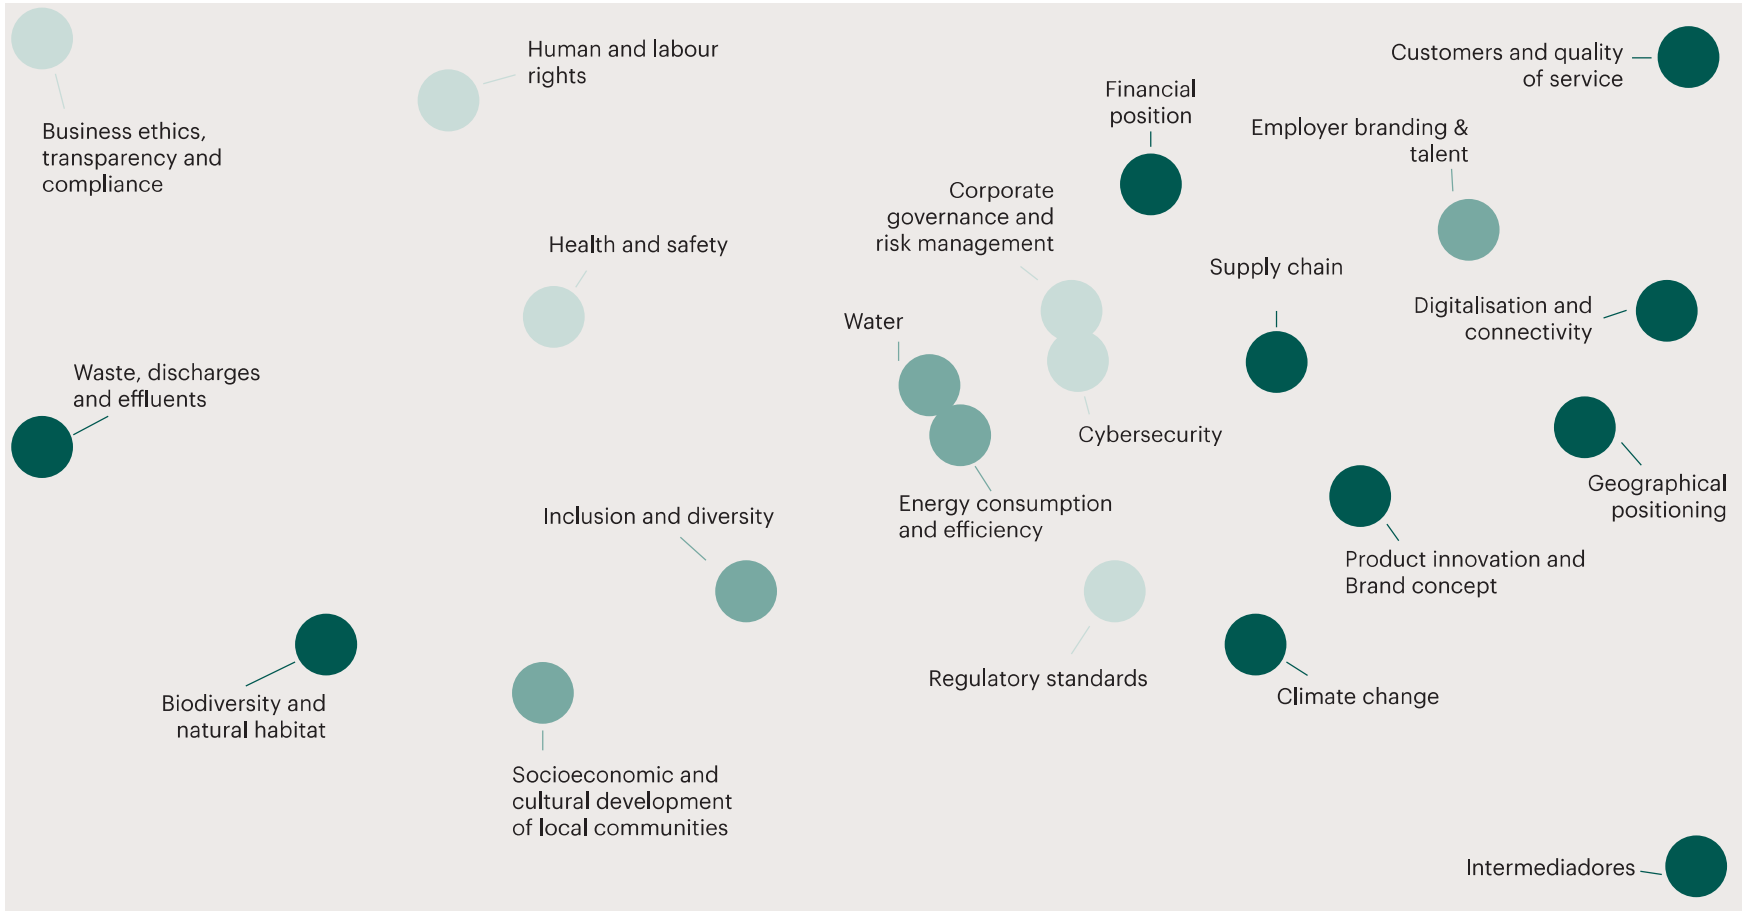 Human and labour
rights
Customers and quality
of service
Financial
position
Business ethics,
transparency and
compliance
Employer branding &
talent
Corporate
governance and
risk management
Health and safety
Supply chain
Digitalisation and
connectivity
Water
Waste, discharges
and effluents
Cybersecurity
Geographical
positioning
Energy consumption
and efficiency
Inclusion and diversity
Product innovation and
Brand concept
Regulatory standards
Climate change
Biodiversity and
natural habitat
Socioeconomic and
cultural development
of local communities
Intermediadores